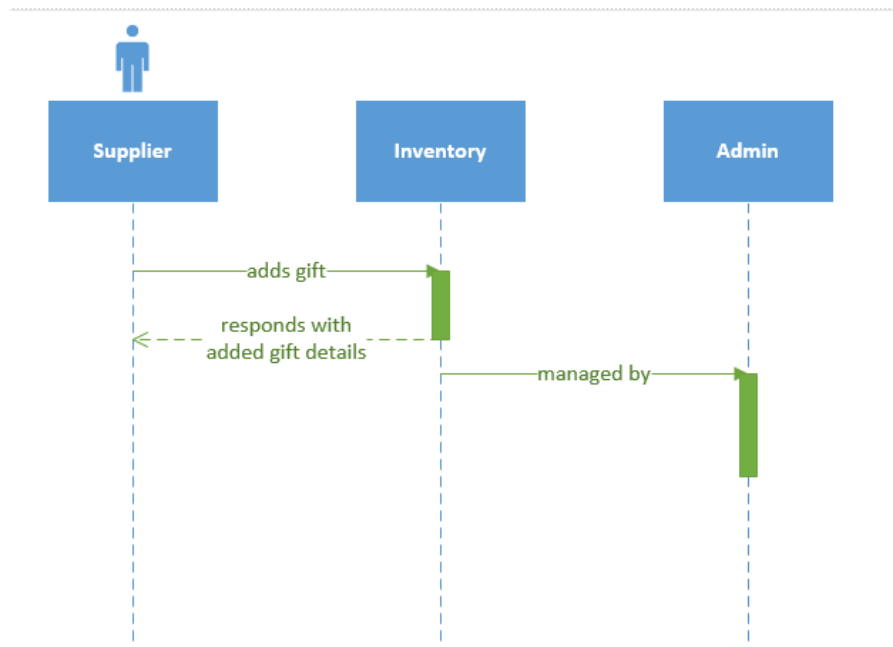 Supplier
Inventory
Admin
adds gift
responds with
added gift details
managed by